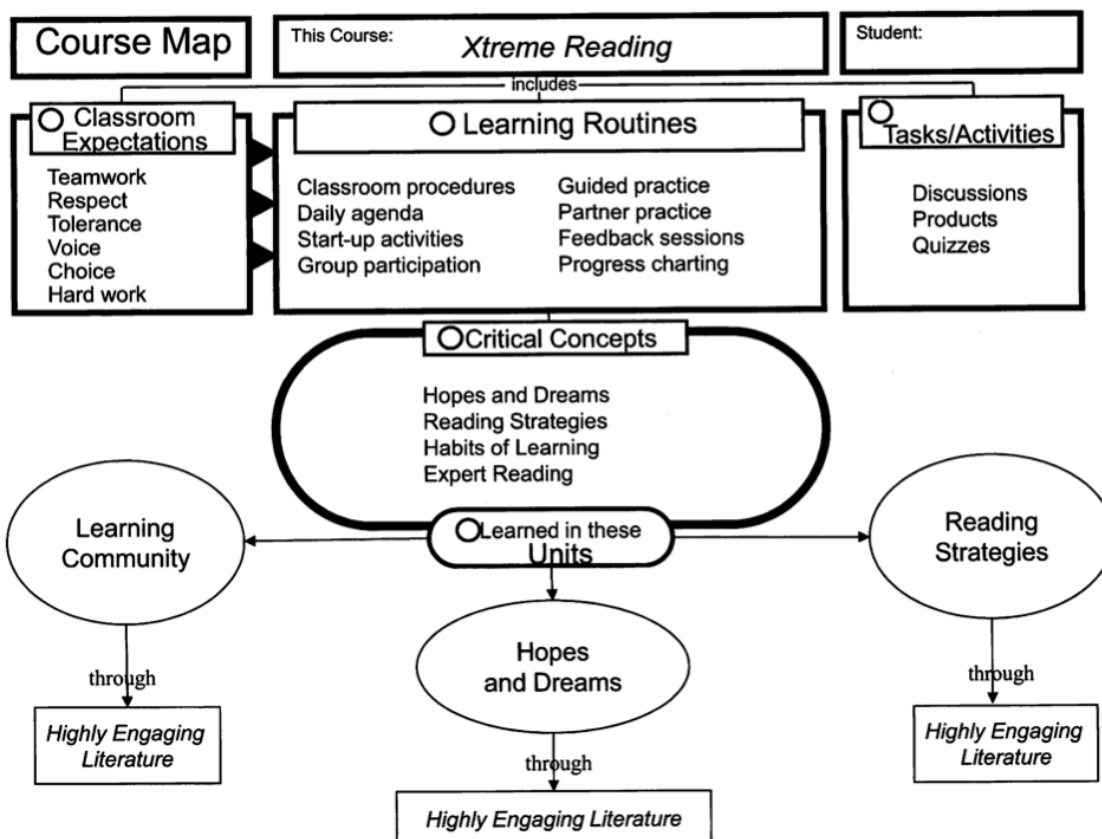 Course Map
This Course:
Xtreme Reading
Student:
includes
Classroom
Expectations
Teamwork
Respect
Tolerance
Voice
Choice
Hard work
Learning Routines
Classroom procedures
Daily agenda
Start-up activities
Group participation
Guided practice
Partner practice
Feedback sessions
Progress charting
Tasks/Activities
Discussions
Products
Quizzes
Critical Concepts
Hopes and Dreams
Reading Strategies
Habits of Learning
Expert Reading
Learned in these
Units
Learning
Community
through
Highly Engaging
Literature
Hopes
and Dreams
through
Highly Engaging Literature
Reading
Strategies
through
Highly Engaging
Literature